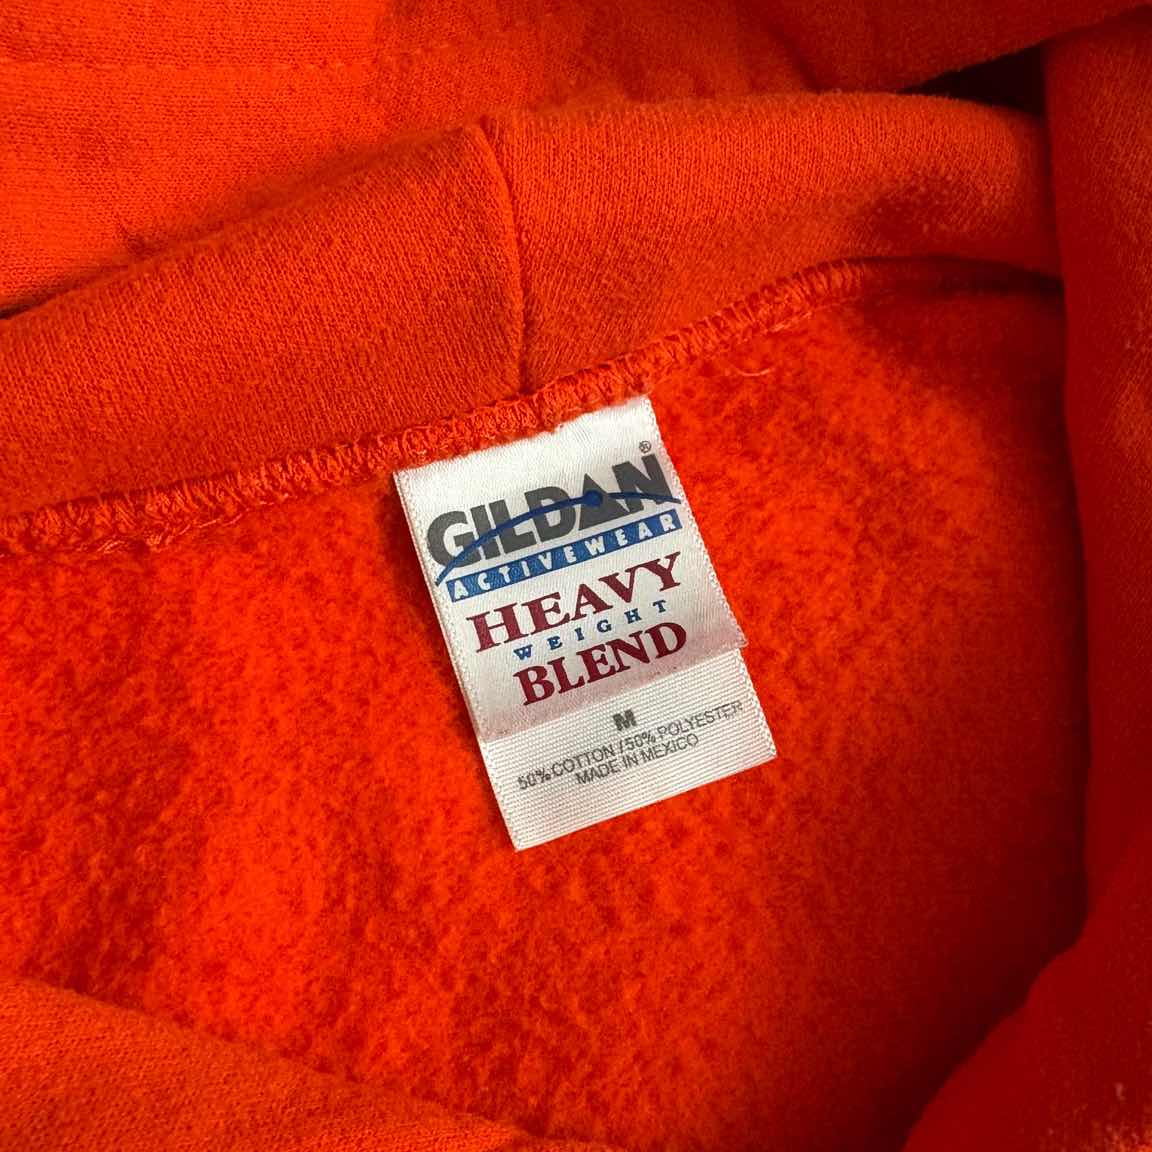 GILDAN®
ACTIVEWEAR
HEAVY
WEIGHT
BLEND
M
50% COTTON / 50% POLYESTER
MADE IN MEXICO